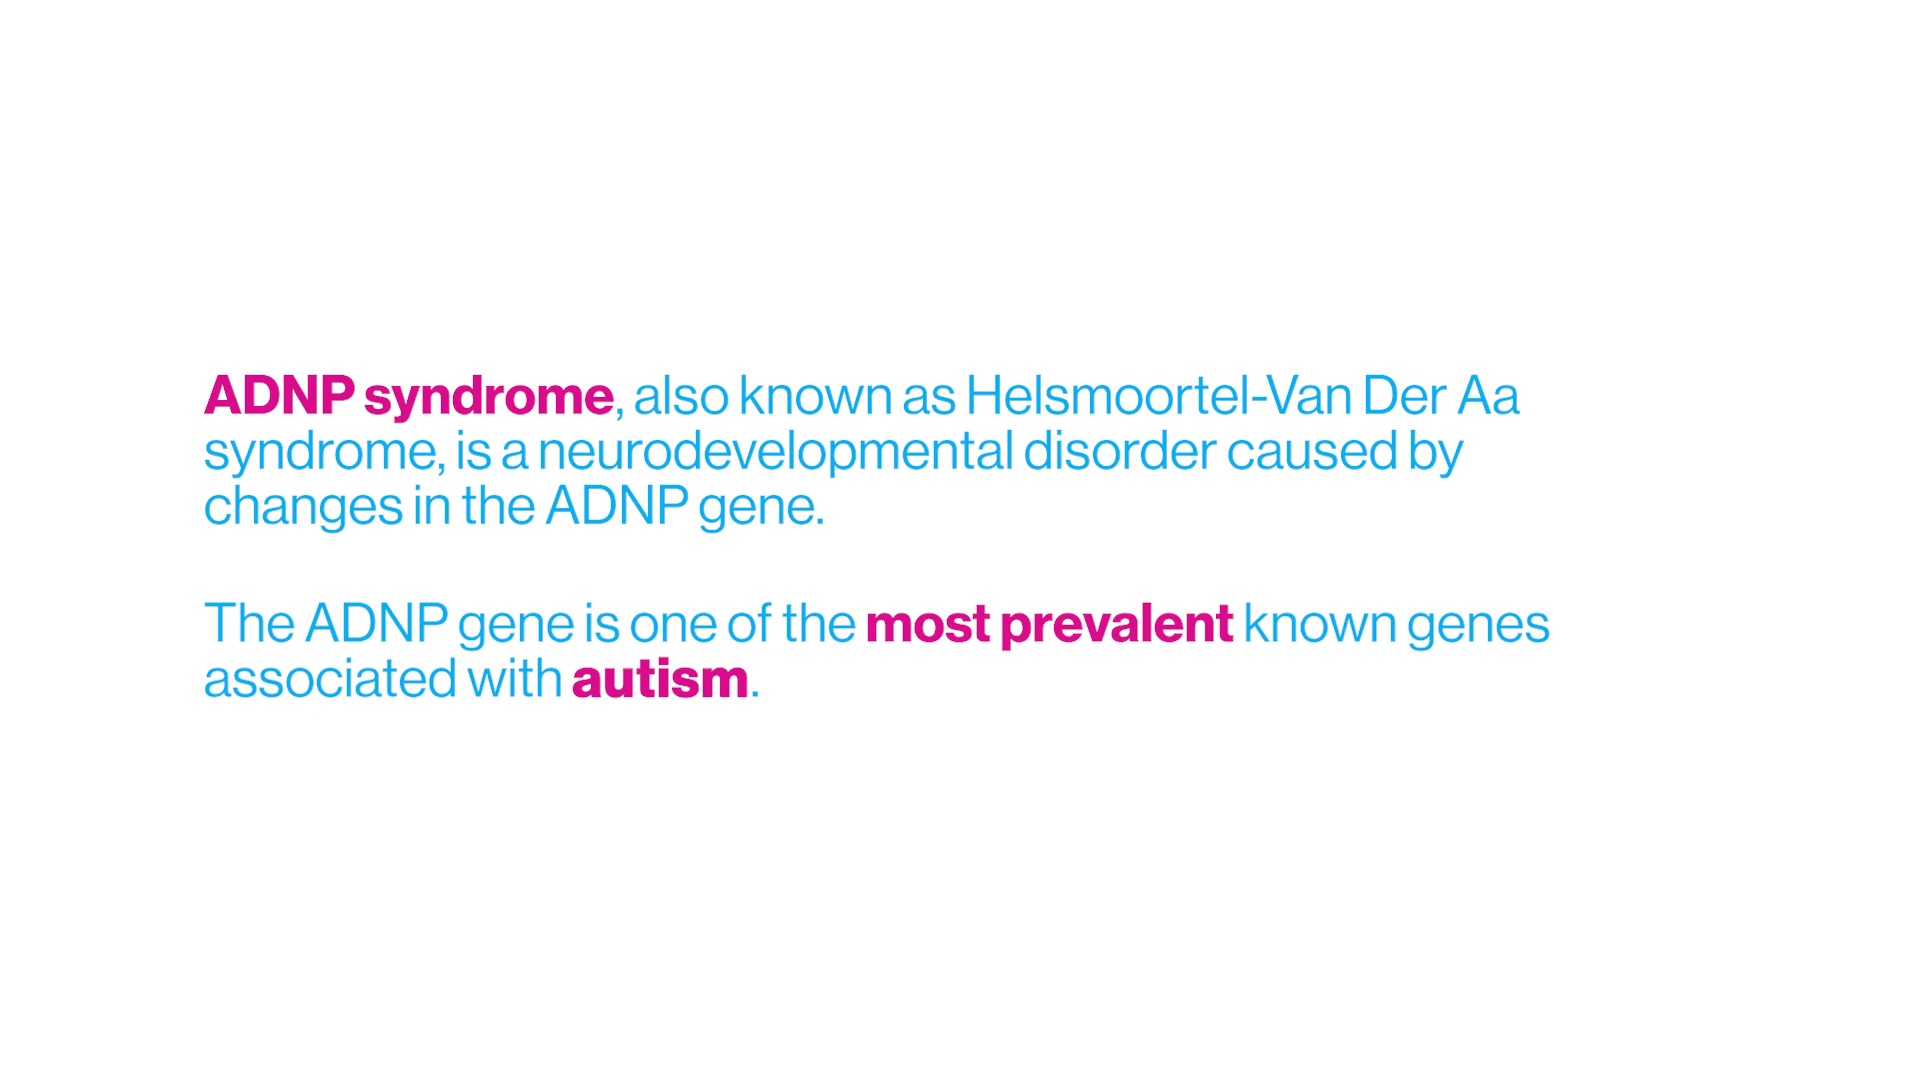 ADNP syndrome, also known as Helsmoortel-Van Der Aa
syndrome, is a neurodevelopmental disorder caused by
changes in the ADNP gene.
The ADNP gene is one of the most prevalent known genes
associated with autism.